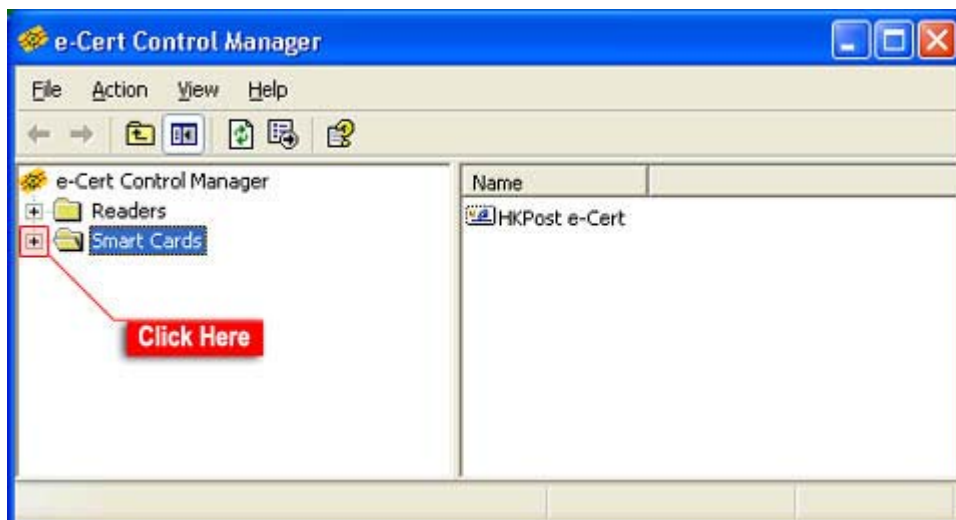 e-Cert Control Manager
File Action View Help
e-Cert Control Manager
Readers
Smart Cards
Click Here
Name
HKPost e-Cert